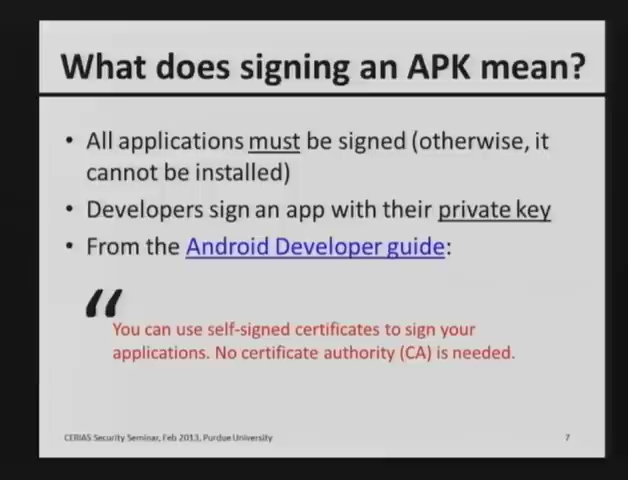 What does signing an APK mean?
• All applications must be signed (otherwise, it
cannot be installed)
• Developers sign an app with their private key
• From the Android Developer guide:
“
You can use self-signed certificates to sign your
applications. No certificate authority (CA) is needed.
CERIAS Security Seminar, Feb 2013, Purdue University
7